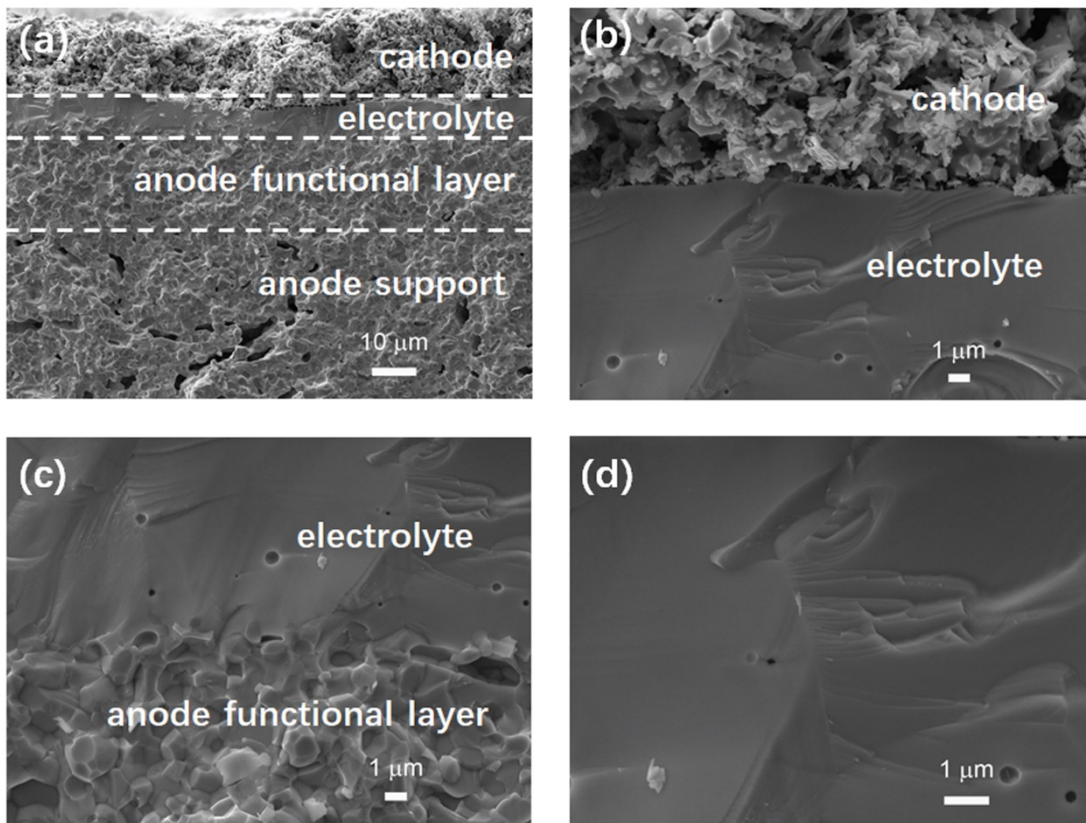 (a)
cathode
electrolyte
anode functional layer
anode support
10 μm
(b)
cathode
electrolyte
1 μm
(c)
electrolyte
anode functional layer
1 μm
(d)
1 μm